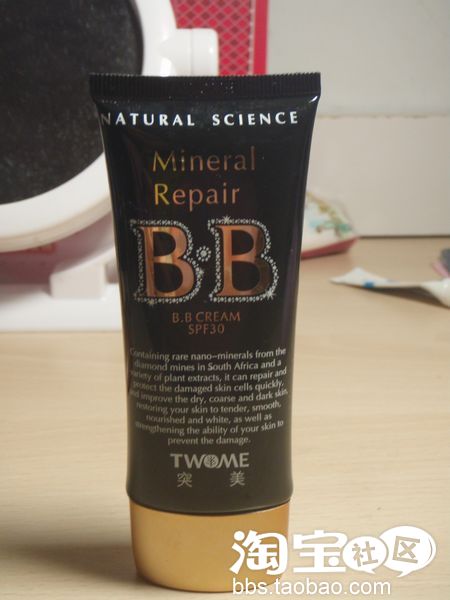 NATURAL SCIENCE
Mineral
Repair
B·B
B.B CREAM
SPF30
Containing rare nano-minerals from the
diamond mines in South Africa and a
variety of plant extracts, it can repair and
protect the damaged skin cells quickly,
and improve the dry, coarse and dark skin,
restoring your skin to tender, smooth,
nourished and white, as well as
strengthening the ability of your skin to
prevent the damage.
TWOME
突美
淘宝社区
bbs.taobao.com